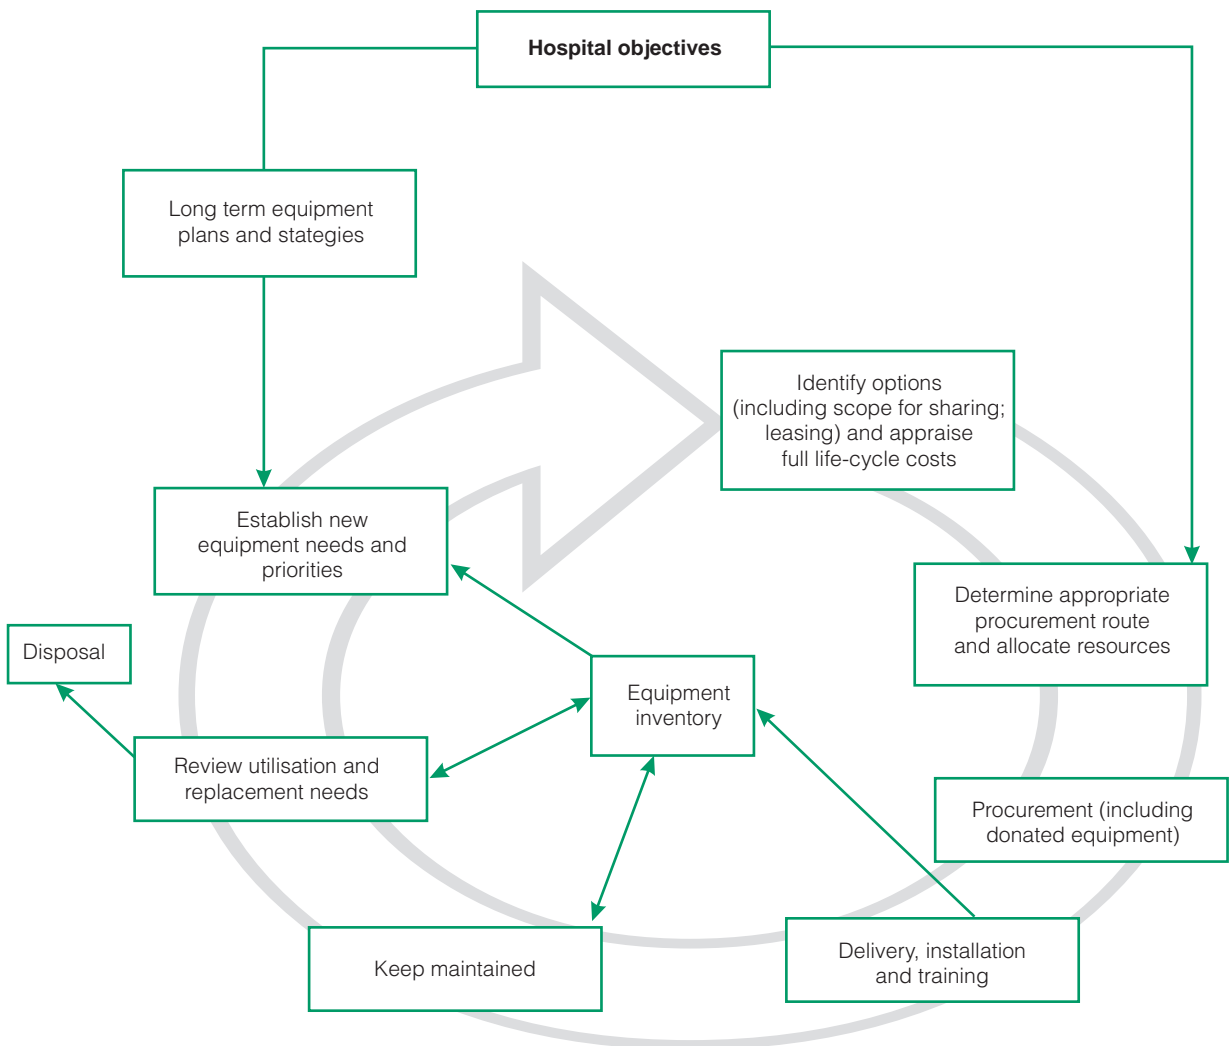 Hospital objectives
Long term equipment
plans and stategies
Identify options
(including scope for sharing;
leasing) and appraise
full life-cycle costs
Establish new
equipment needs and
priorities
Determine appropriate
procurement route
and allocate resources
Disposal
Equipment
inventory
Review utilisation and
replacement needs
Procurement (including
donated equipment)
Delivery, installation
and training
Keep maintained